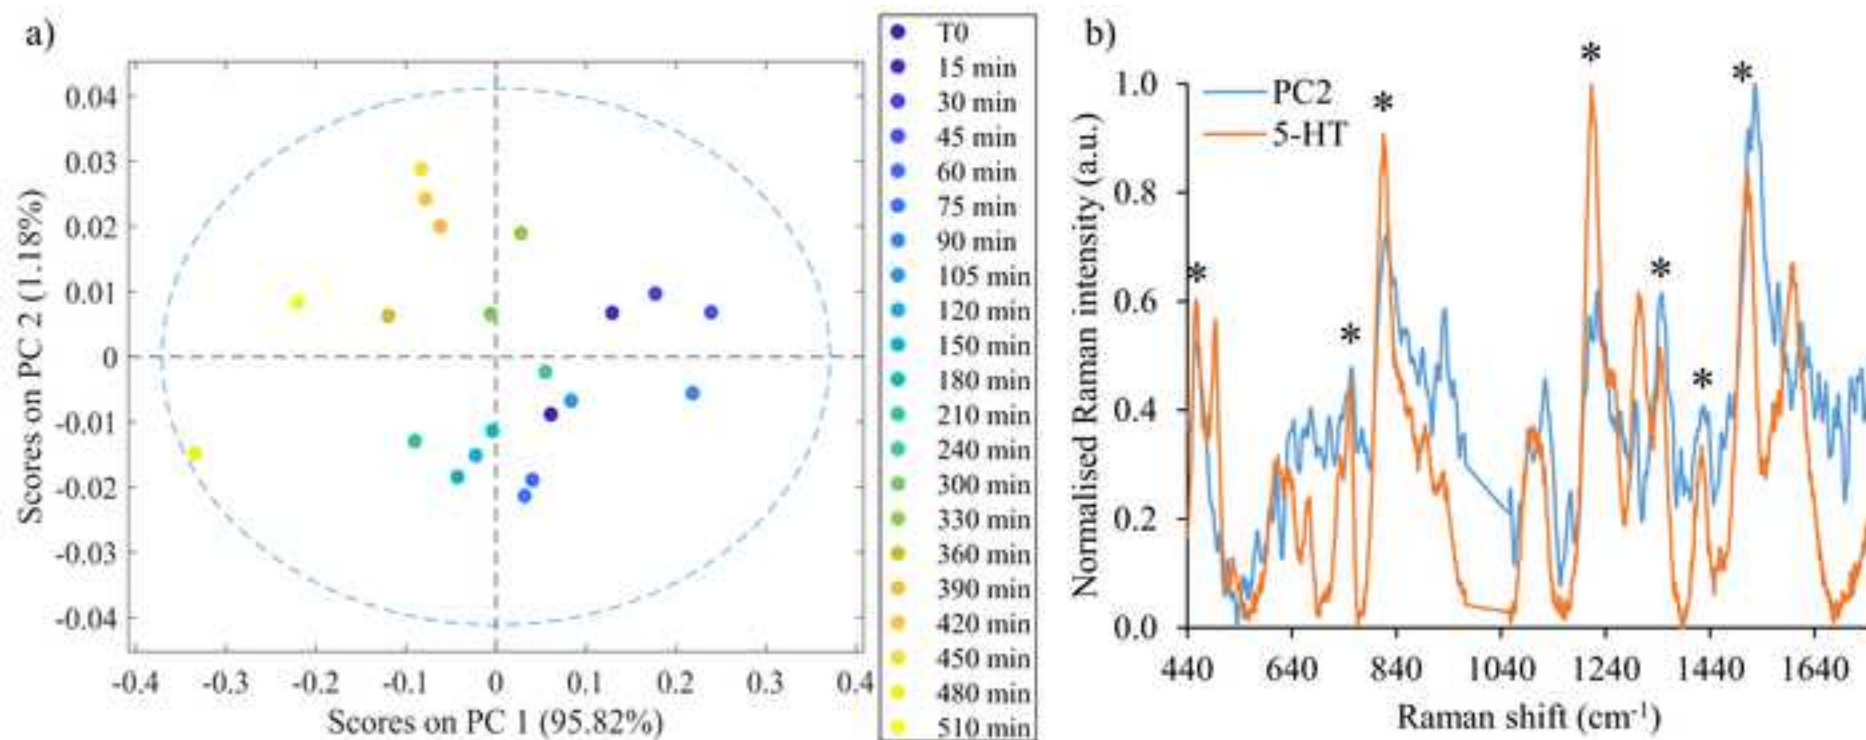 a)
Scores on PC 2 (1.18%)
0.04
0.03
0.02
0.01
0
-0.01
-0.02
-0.03
-0.04
-0.4 -0.3 -0.2 -0.1 0 0.1 0.2 0.3 0.4
Scores on PC 1 (95.82%)
T0
15 min
30 min
45 min
60 min
75 min
90 min
105 min
120 min
150 min
180 min
210 min
240 min
300 min
330 min
360 min
390 min
420 min
450 min
480 min
510 min
b)
Normalised Raman intensity (a.u.)
1.0
0.8
0.6
0.4
0.2
0.0
PC2
5-HT
* * * * * * *
440 640 840 1040 1240 1440 1640
Raman shift (cm⁻¹)